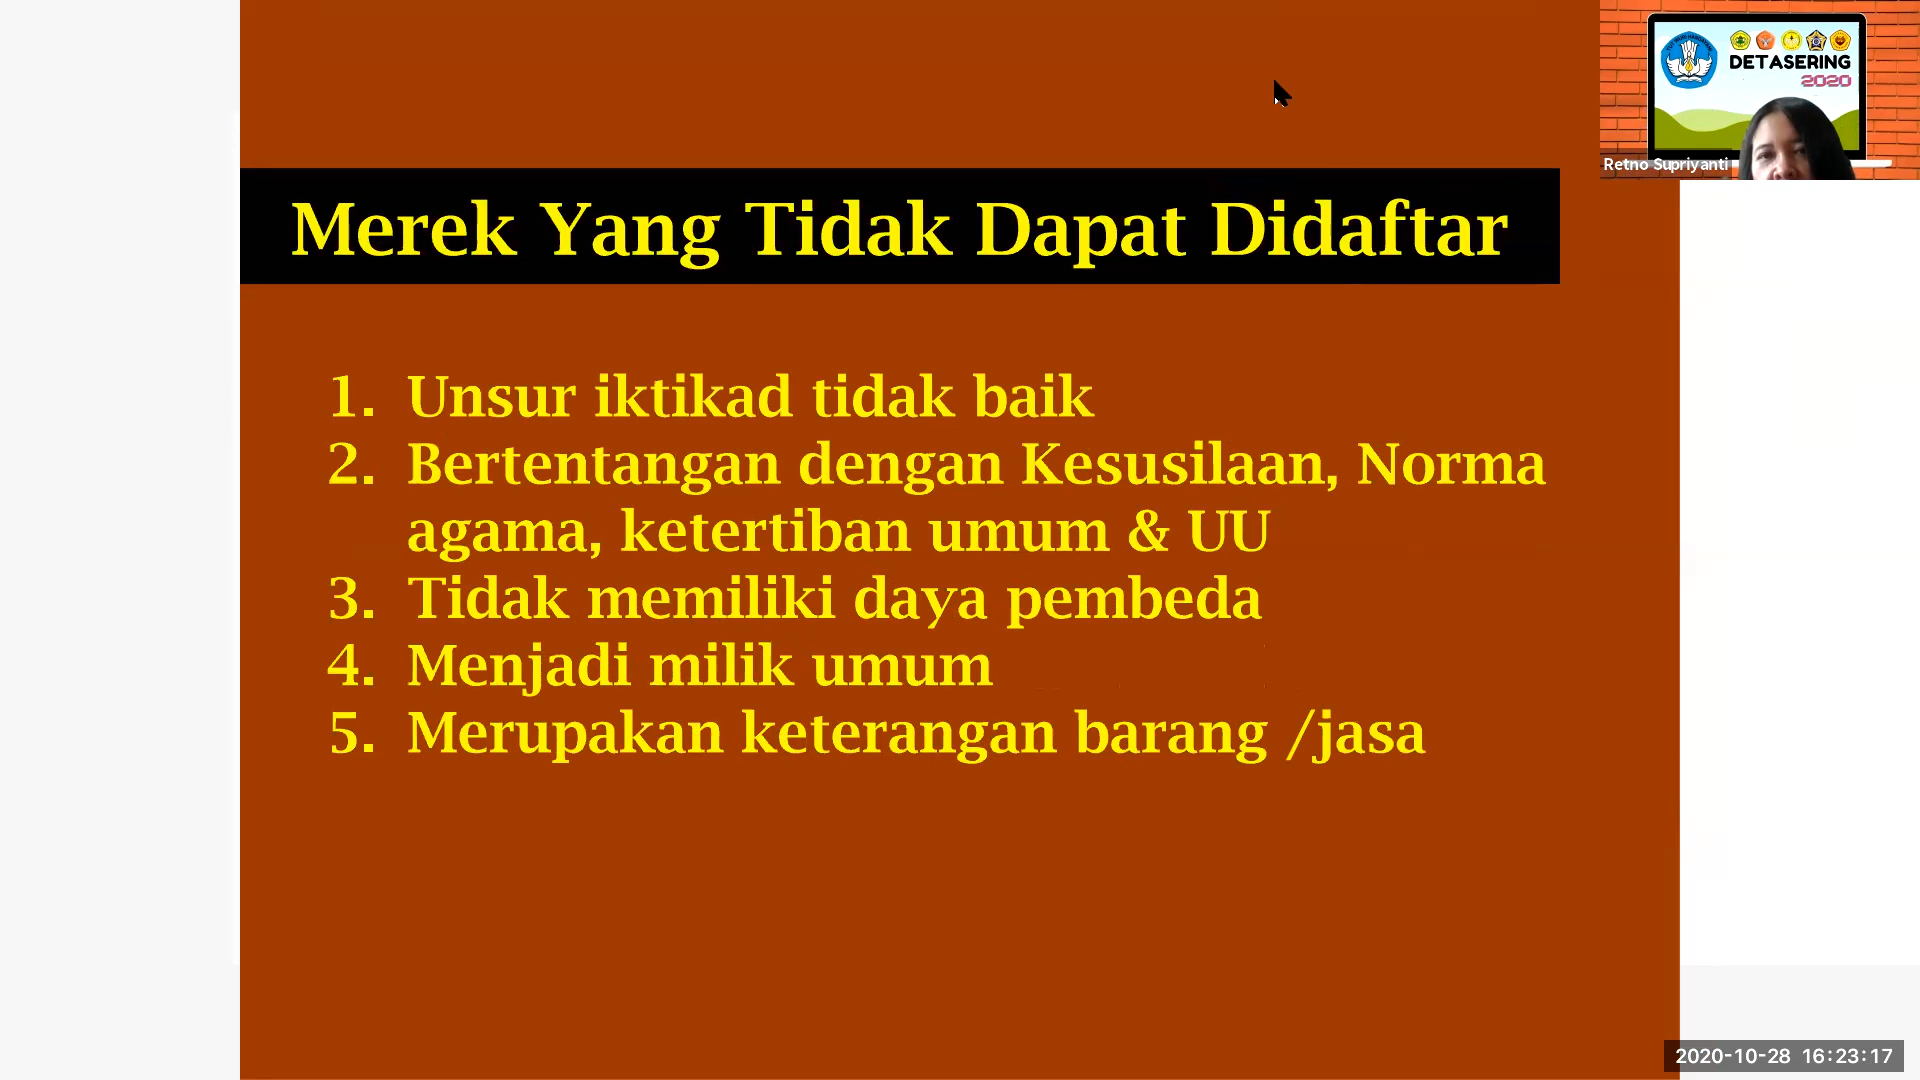 Merek Yang Tidak Dapat Didaftar
1. Unsur iktikad tidak baik
2. Bertentangan dengan Kesusilaan, Norma
agama, ketertiban umum & UU
3. Tidak memiliki daya pembeda
4. Menjadi milik umum
5. Merupakan keterangan barang /jasa
DETASERING
2020
Retno Supriyanti
2020-10-28 16:23:17